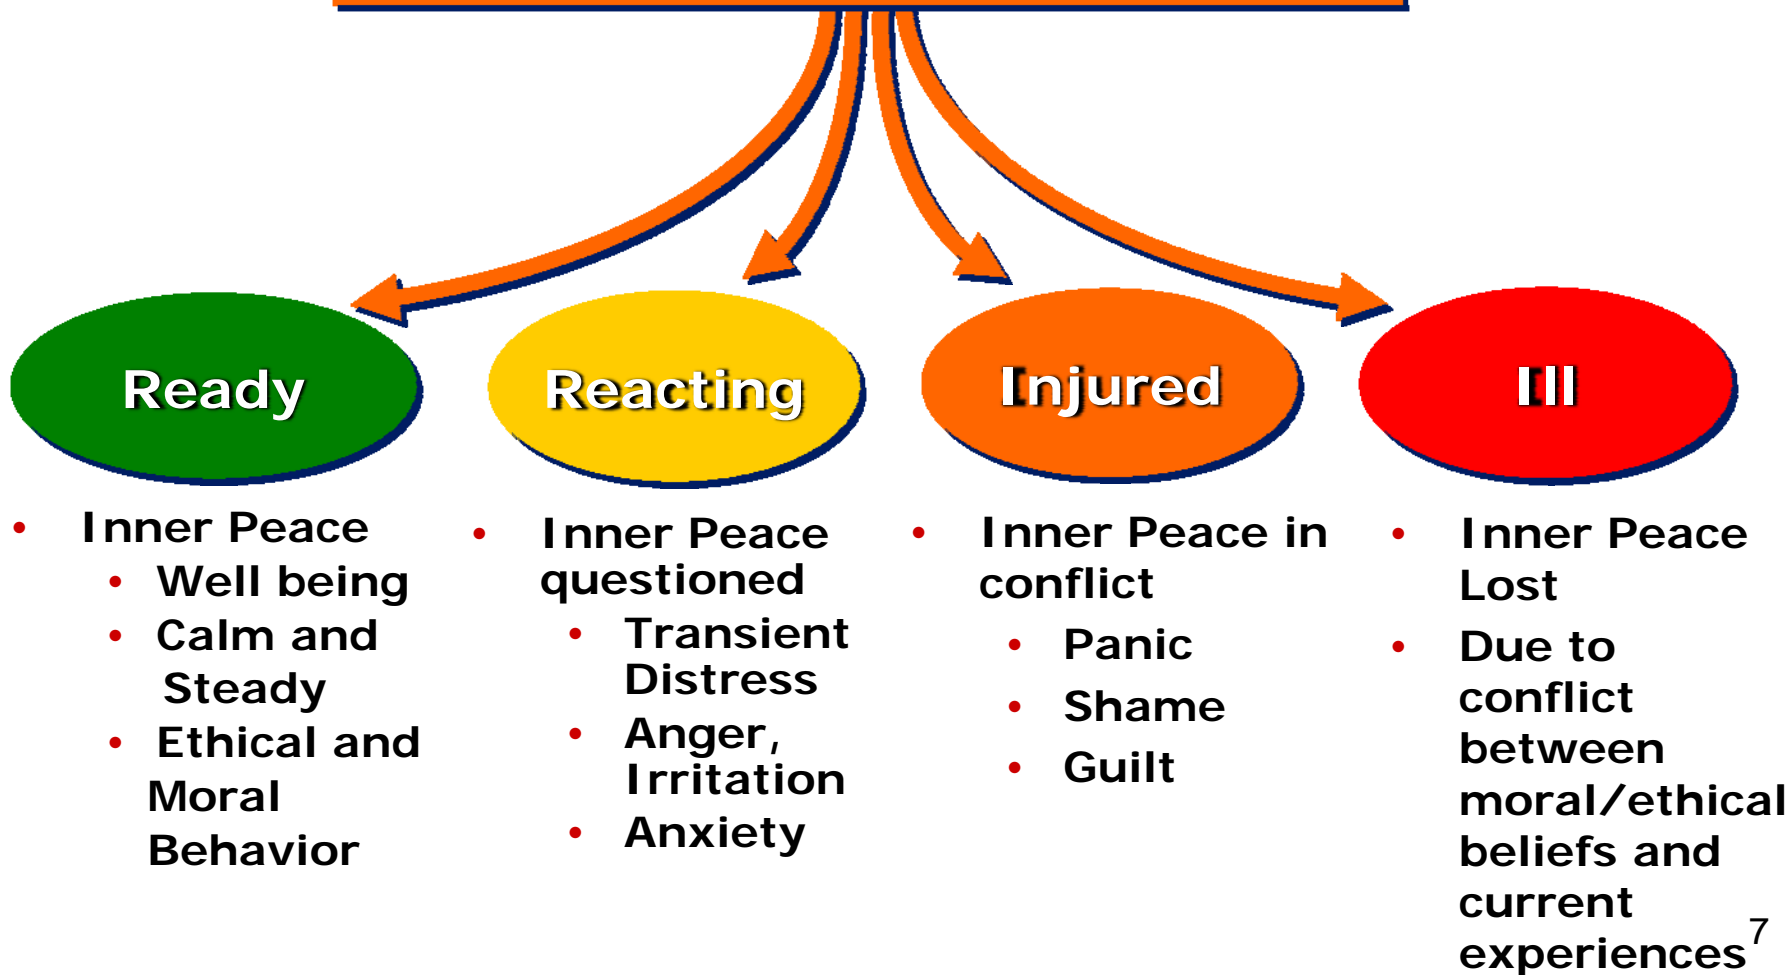 Ready
Reacting
Injured
Ill
• Inner Peace
• Well being
• Calm and
Steady
• Ethical and
Moral
Behavior
• Inner Peace
questioned
• Transient
Distress
• Anger,
Irritation
• Anxiety
• Inner Peace in
conflict
• Panic
• Shame
• Guilt
• Inner Peace
Lost
• Due to
conflict
between
moral/ethical
beliefs and
current
experiences
7